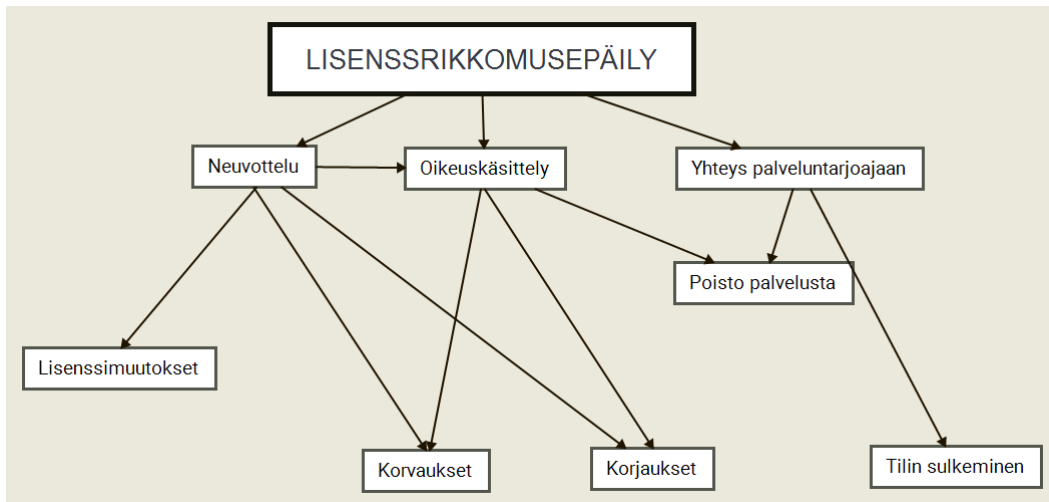 LISENSSRIKKOMUSEPÄILY
Neuvottelu
Oikeuskäsittely
Yhteys palveluntarjoajaan
Poisto palvelusta
Lisenssimuutokset
Korvaukset
Korjaukset
Tilin sulkeminen